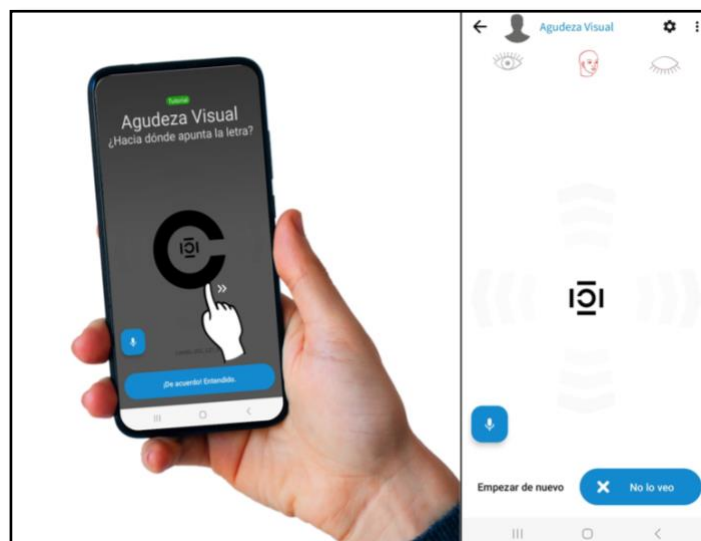 Tutorial
Agudeza Visual
¿Hacia dónde apunta la letra?
¡De acuerdo! Entendido
Agudeza Visual
Empezar de nuevo
No lo veo